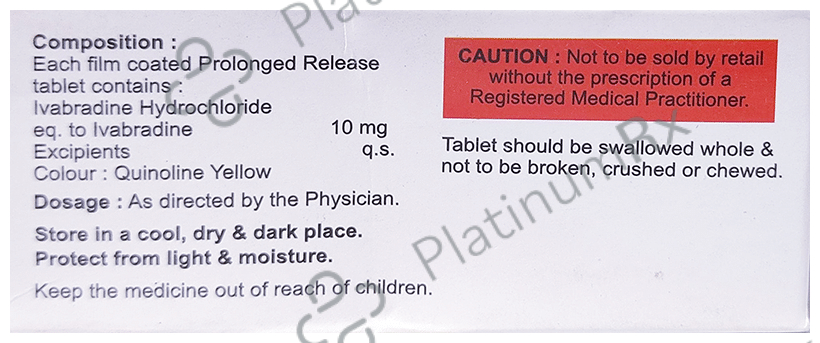 Composition :
Each film coated Prolonged Release
tablet contains :
Ivabradine Hydrochloride
eq. to Ivabradine 10 mg
Excipients q.s.
Colour : Quinoline Yellow
Dosage : As directed by the Physician.
Store in a cool, dry & dark place.
Protect from light & moisture.
Keep the medicine out of reach of children.
CAUTION : Not to be sold by retail
without the prescription of a
Registered Medical Practitioner.
Tablet should be swallowed whole &
not to be broken, crushed or chewed.
PlatinumRx
Platinum